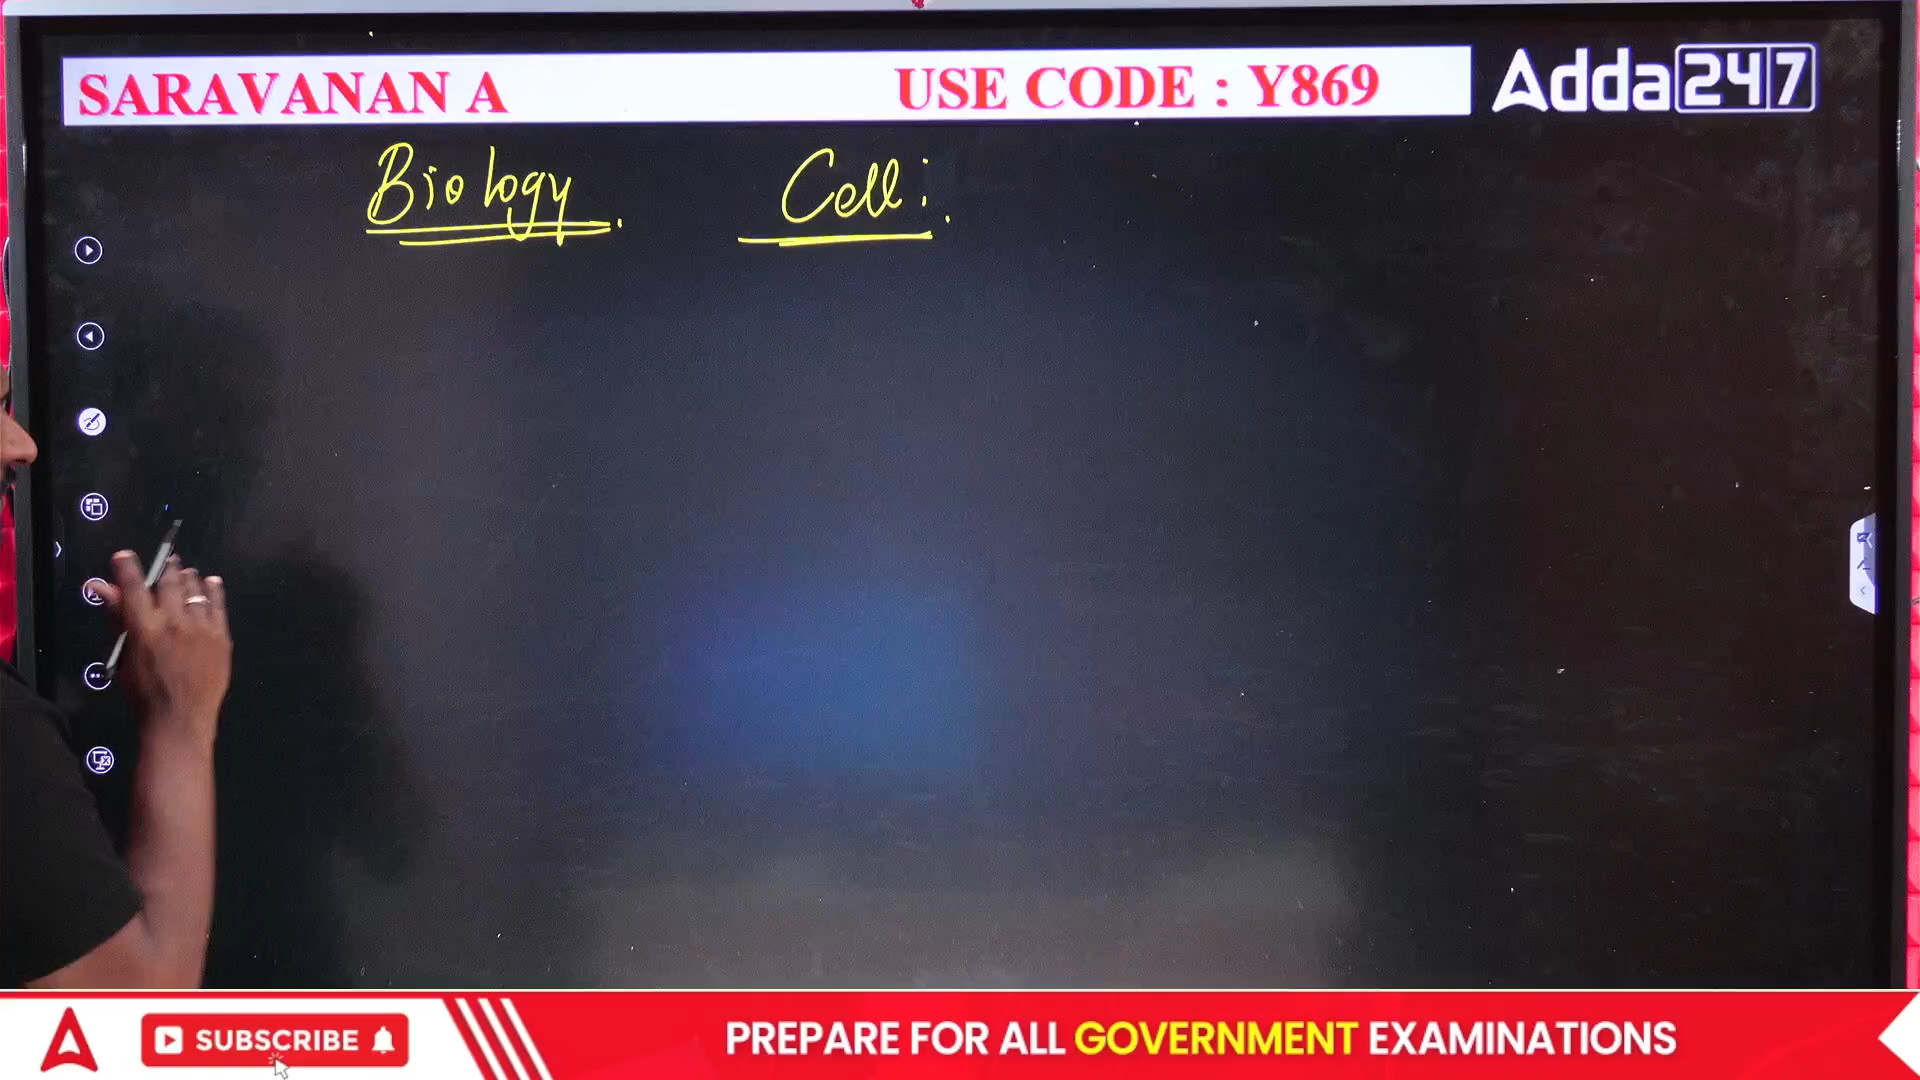 SARAVANAN A USE CODE : Y869 Adda247
Biology. Cell:.
SUBSCRIBE PREPARE FOR ALL GOVERNMENT EXAMINATIONS